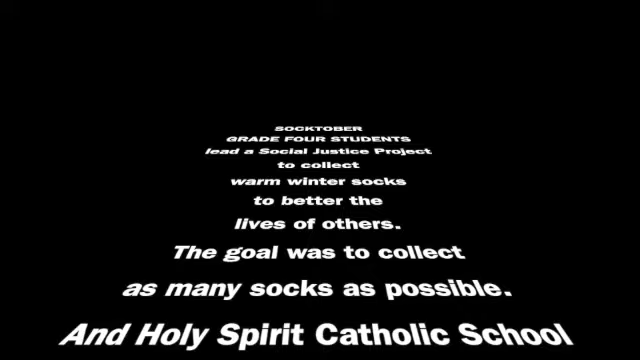 SOCKTOBER
GRADE FOUR STUDENTS
lead a Social Justice Project
to collect
warm winter socks
to better the
lives of others.
The goal was to collect
as many socks as possible.
And Holy Spirit Catholic School